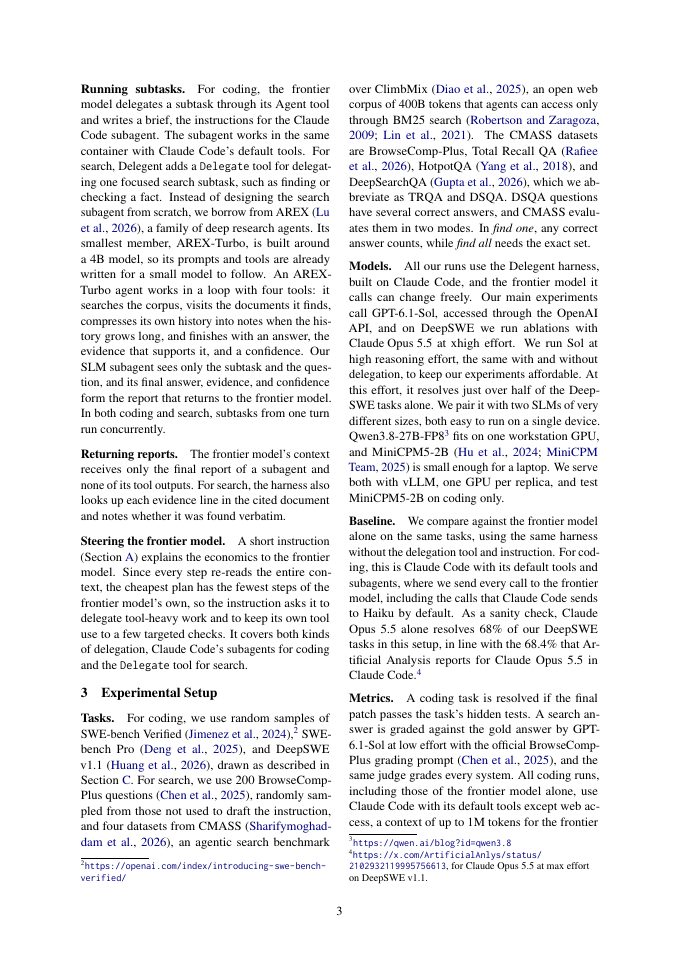 Running subtasks. For coding, the frontier
model delegates a subtask through its Agent tool
and writes a brief, the instructions for the Claude
Code subagent. The subagent works in the same
container with Claude Code's default tools. For
search, Delegent adds a Delegate tool for delegat-
ing one focused search subtask, such as finding or
checking a fact. Instead of designing the search
subagent from scratch, we borrow from AREX (Lu
et al., 2026), a family of deep research agents. Its
smallest member, AREX-Turbo, is built around
a 4B model, so its prompts and tools are already
written for a small model to follow. An AREX-
Turbo agent works in a loop with four tools: it
searches the corpus, visits the documents it finds,
compresses its own history into notes when the his-
tory grows long, and finishes with an answer, the
evidence that supports it, and a confidence. Our
SLM subagent sees only the subtask and the ques-
tion, and its final answer, evidence, and confidence
form the report that returns to the frontier model.
In both coding and search, subtasks from one turn
run concurrently.
Returning reports. The frontier model's context
receives only the final report of a subagent and
none of its tool outputs. For search, the harness also
looks up each evidence line in the cited document
and notes whether it was found verbatim.
Steering the frontier model. A short instruction
(Section A) explains the economics to the frontier
model. Since every step re-reads the entire con-
text, the cheapest plan has the fewest steps of the
frontier model's own, so the instruction asks it to
delegate tool-heavy work and to keep its own tool
use to a few targeted checks. It covers both kinds
of delegation, Claude Code's subagents for coding
and the Delegate tool for search.
3 Experimental Setup
Tasks. For coding, we use random samples of
SWE-bench Verified (Jimenez et al., 2024),2 SWE-
bench Pro (Deng et al., 2025), and DeepSWE
v1.1 (Huang et al., 2026), drawn as described in
Section C. For search, we use 200 BrowseComp-
Plus questions (Chen et al., 2025), randomly sam-
pled from those not used to draft the instruction,
and four datasets from CMASS (Sharifymoghad-
dam et al., 2026), an agentic search benchmark
2https://openai.com/index/introducing-swe-bench-
verified/
over ClimbMix (Diao et al., 2025), an open web
corpus of 400B tokens that agents can access only
through BM25 search (Robertson and Zaragoza,
2009; Lin et al., 2021). The CMASS datasets
are BrowseComp-Plus, Total Recall QA (Rafiee
et al., 2026), HotpotQA (Yang et al., 2018), and
DeepSearchQA (Gupta et al., 2026), which we ab-
breviate as TRQA and DSQA. DSQA questions
have several correct answers, and CMASS evalu-
ates them in two modes. In find one, any correct
answer counts, while find all needs the exact set.
Models. All our runs use the Delegent harness,
built on Claude Code, and the frontier model it
calls can change freely. Our main experiments
call GPT-6.1-Sol, accessed through the OpenAI
API, and on DeepSWE we run ablations with
Claude Opus 5.5 at xhigh effort. We run Sol at
high reasoning effort, the same with and without
delegation, to keep our experiments affordable. At
this effort, it resolves just over half of the Deep-
SWE tasks alone. We pair it with two SLMs of very
different sizes, both easy to run on a single device.
Qwen3.8-27B-FP83 fits on one workstation GPU,
and MiniCPM5-2B (Hu et al., 2024; MiniCPM
Team, 2025) is small enough for a laptop. We serve
both with vLLM, one GPU per replica, and test
MiniCPM5-2B on coding only.
Baseline. We compare against the frontier model
alone on the same tasks, using the same harness
without the delegation tool and instruction. For cod-
ing, this is Claude Code with its default tools and
subagents, where we send every call to the frontier
model, including the calls that Claude Code sends
to Haiku by default. As a sanity check, Claude
Opus 5.5 alone resolves 68% of our DeepSWE
tasks in this setup, in line with the 68.4% that Ar-
tificial Analysis reports for Claude Opus 5.5 in
Claude Code.4
Metrics. A coding task is resolved if the final
patch passes the task's hidden tests. A search an-
swer is graded against the gold answer by GPT-
6.1-Sol at low effort with the official BrowseComp-
Plus grading prompt (Chen et al., 2025), and the
same judge grades every system. All coding runs,
including those of the frontier model alone, use
Claude Code with its default tools except web ac-
cess, a context of up to 1M tokens for the frontier
3https://qwen.ai/blog?id=qwen3.8
4https://x.com/ArtificialAnlys/status/
2102932119995756613, for Claude Opus 5.5 at max effort
on DeepSWE v1.1.
3